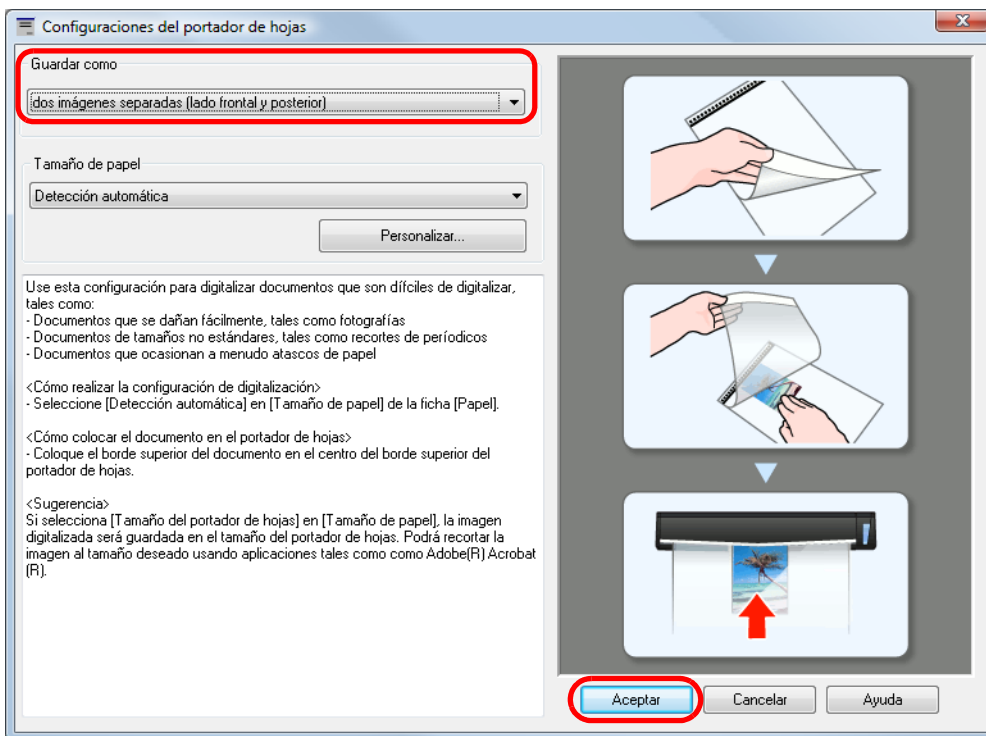 Configuraciones del portador de hojas
Guardar como
dos imágenes separadas (lado frontal y posterior)
Tamaño de papel
Detección automática
Personalizar...
Use esta configuración para digitalizar documentos que son difíciles de digitalizar,
tales como:
- Documentos que se dañan fácilmente, tales como fotografías
- Documentos de tamaños no estándares, tales como recortes de períodicos
- Documentos que ocasionan a menudo atascos de papel
<Cómo realizar la configuración de digitalización>
- Seleccione [Detección automática] en [Tamaño de papel] de la ficha [Papel].
<Cómo colocar el documento en el portador de hojas>
- Coloque el borde superior del documento en el centro del borde superior del
portador de hojas.
<Sugerencia>
Si selecciona [Tamaño del portador de hojas] en [Tamaño de papel], la imagen
digitalizada será guardada en el tamaño del portador de hojas. Podrá recortar la
imagen al tamaño deseado usando aplicaciones tales como como Adobe(R) Acrobat
(R).
Aceptar
Cancelar
Ayuda